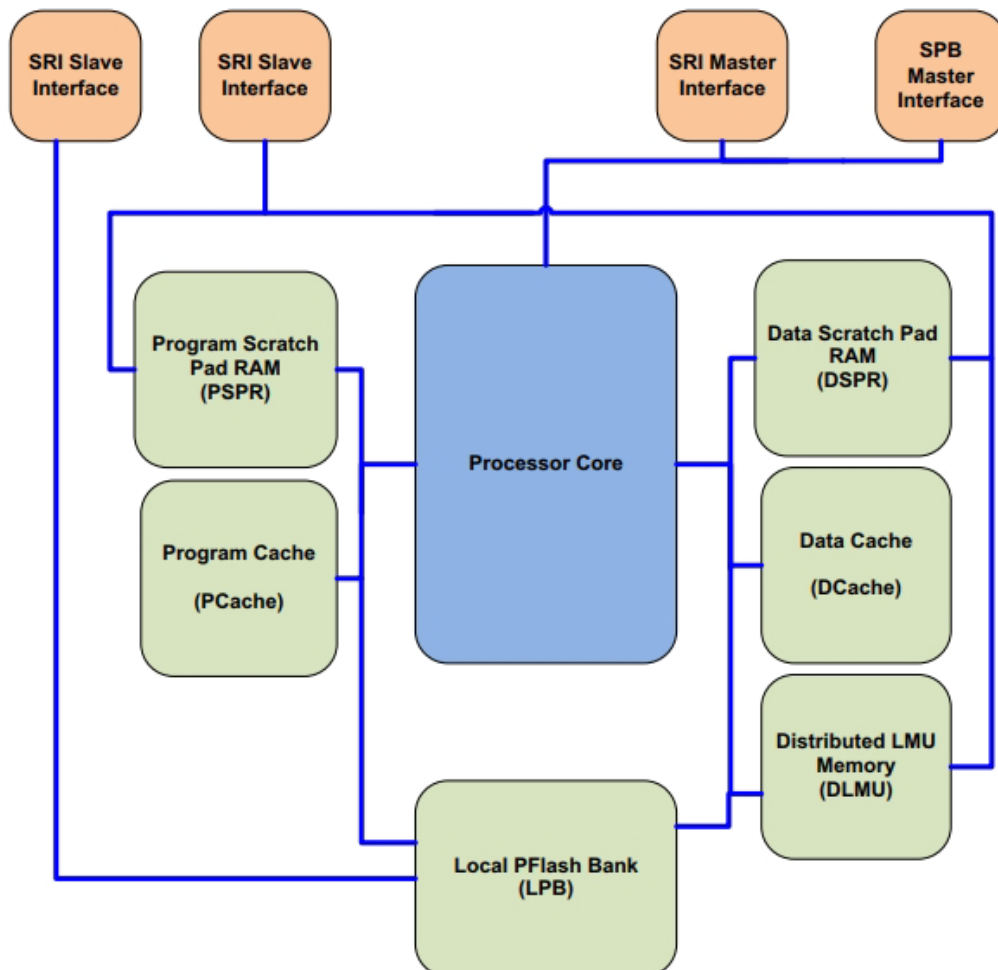 SRI Slave
Interface
SRI Slave
Interface
SRI Master
Interface
SPB
Master
Interface
Program Scratch
Pad RAM
(PSPR)
Processor Core
Data Scratch Pad
RAM
(DSPR)
Program Cache
(PCache)
Data Cache
(DCache)
Distributed LMU
Memory
(DLMU)
Local PFlash Bank
(LPB)